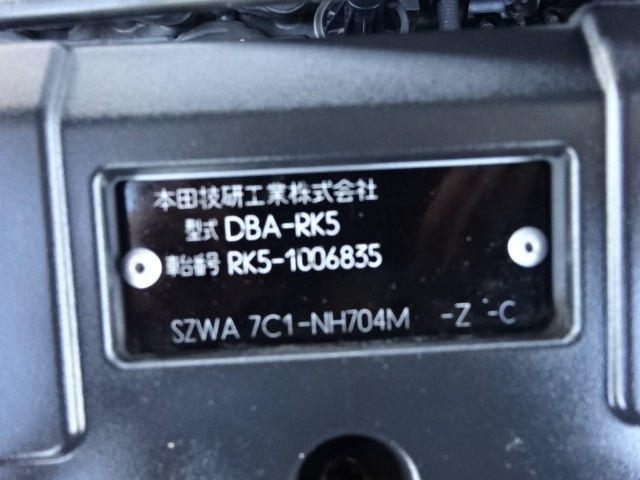 本田技研工業株式会社
型式 DBA-RK5
車台番号 RK5-1006835
SZWA 7C1-NH704M -Z -C